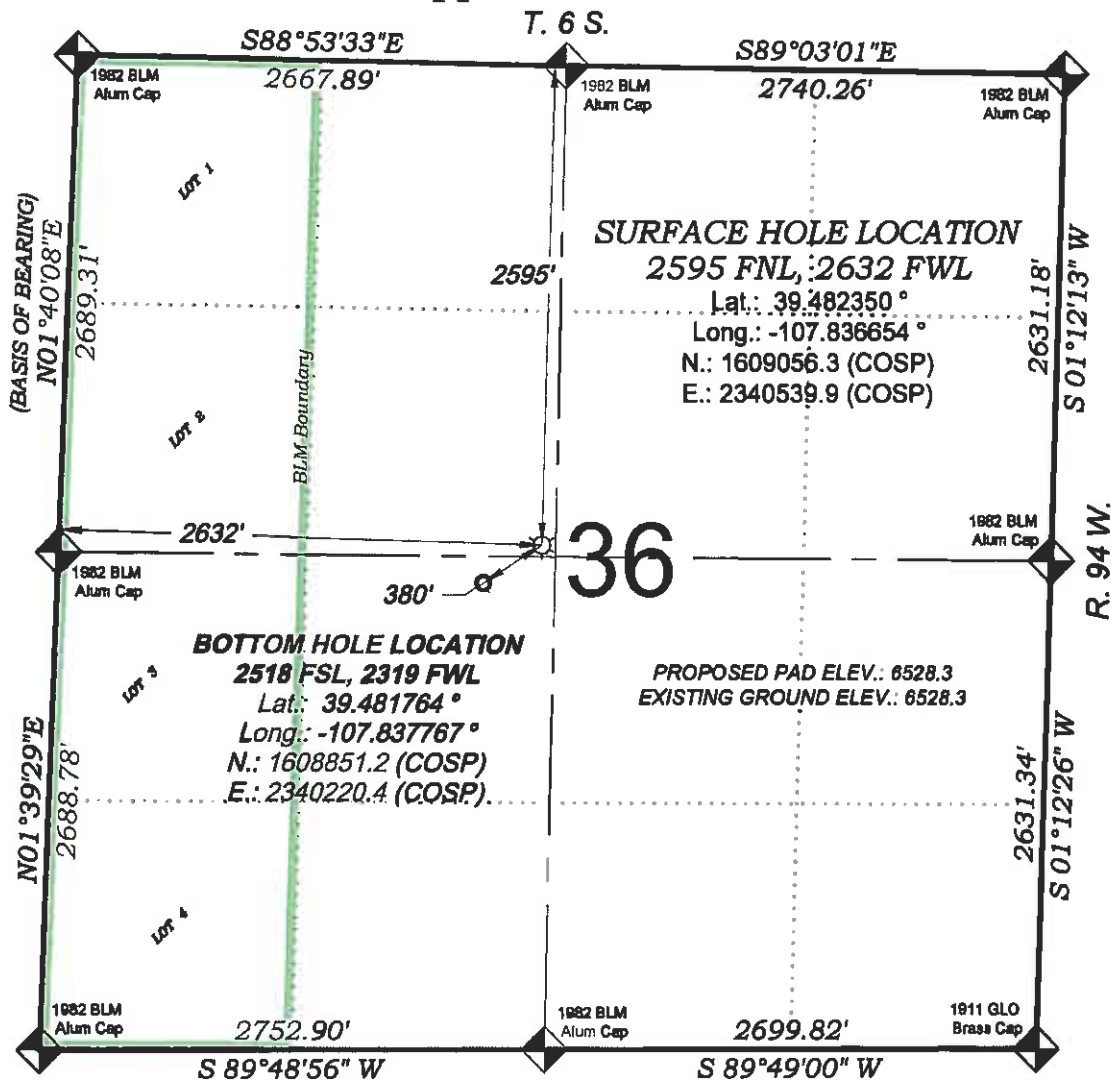 T. 6 S.
S88°53'33"E
S89°03'01"E
2667.89'
2740.26'
1982 BLM
Alum Cap
1982 BLM
Alum Cap
1982 BLM
Alum Cap
LOT 1
(BASIS OF BEARING)
N01°40'08"E
2689.31'
2595'
SURFACE HOLE LOCATION
2595 FNL, 2632 FWL
Lat.: 39.482350 °
Long.: -107.836654 °
N.: 1609056.3 (COSP)
E.: 2340539.9 (COSP)
2631.18'
S 01°12'13" W
BLM Boundary
LOT 2
2632'
36
1982 BLM
Alum Cap
R. 94 W.
1982 BLM
Alum Cap
380'
BOTTOM HOLE LOCATION
2518 FSL, 2319 FWL
Lat.: 39.481764 °
Long.: -107.837767 °
N.: 1608851.2 (COSP)
E.: 2340220.4 (COSP)
PROPOSED PAD ELEV.: 6528.3
EXISTING GROUND ELEV.: 6528.3
LOT 3
N01°39'29"E
2688.78'
2631.34'
S 01°12'26" W
LOT 4
1982 BLM
Alum Cap
1982 BLM
Alum Cap
1911 GLO
Brass Cap
2752.90'
2699.82'
S 89°48'56" W
S 89°49'00" W